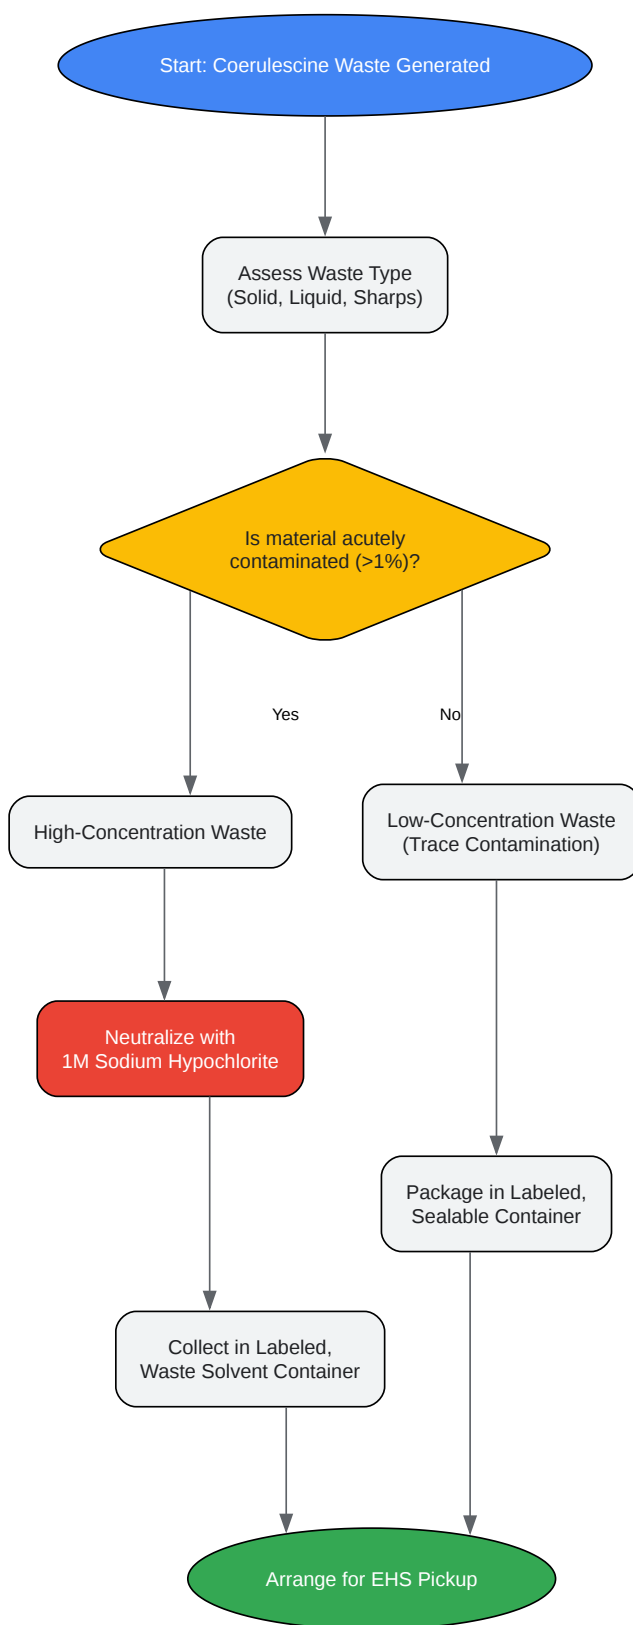 Start: Coerulescine Waste Generated
Assess Waste Type
(Solid, Liquid, Sharps)
Is material acutely
contaminated (>1%)?
Yes
No
High-Concentration Waste
Low-Concentration Waste
(Trace Contamination)
Neutralize with
1M Sodium Hypochlorite
Package in Labeled,
Sealable Container
Collect in Labeled,
Waste Solvent Container
Arrange for EHS Pickup